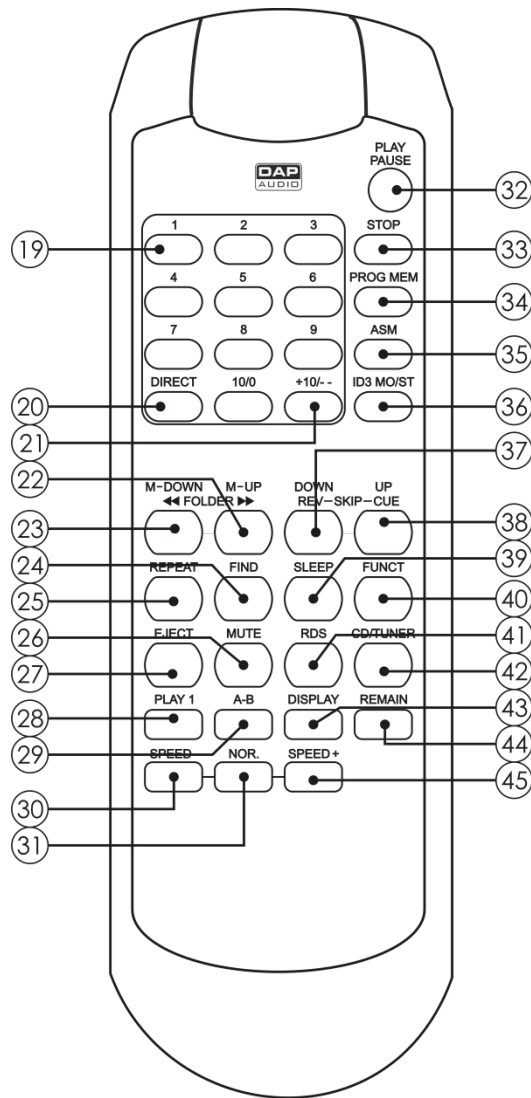 PLAY
PAUSE
32
DAP
AUDIO
1 2 3 STOP
19 33
4 5 6 PROG MEM
34
7 8 9 ASM
35
DIRECT 10/0 +10/-- ID3 MO/ST
20 36
21 37
22
M-DOWN M-UP DOWN UP
◀◀ FOLDER ▶▶ REV-SKIP-CUE
23 38
24 39
REPEAT FIND SLEEP FUNCT
25 40
26 41
EJECT MUTE RDS CD/TUNER
27 42
28 43
PLAY 1 A-B DISPLAY REMAIN
29 44
SPEED- NOR. SPEED+
30 45
31